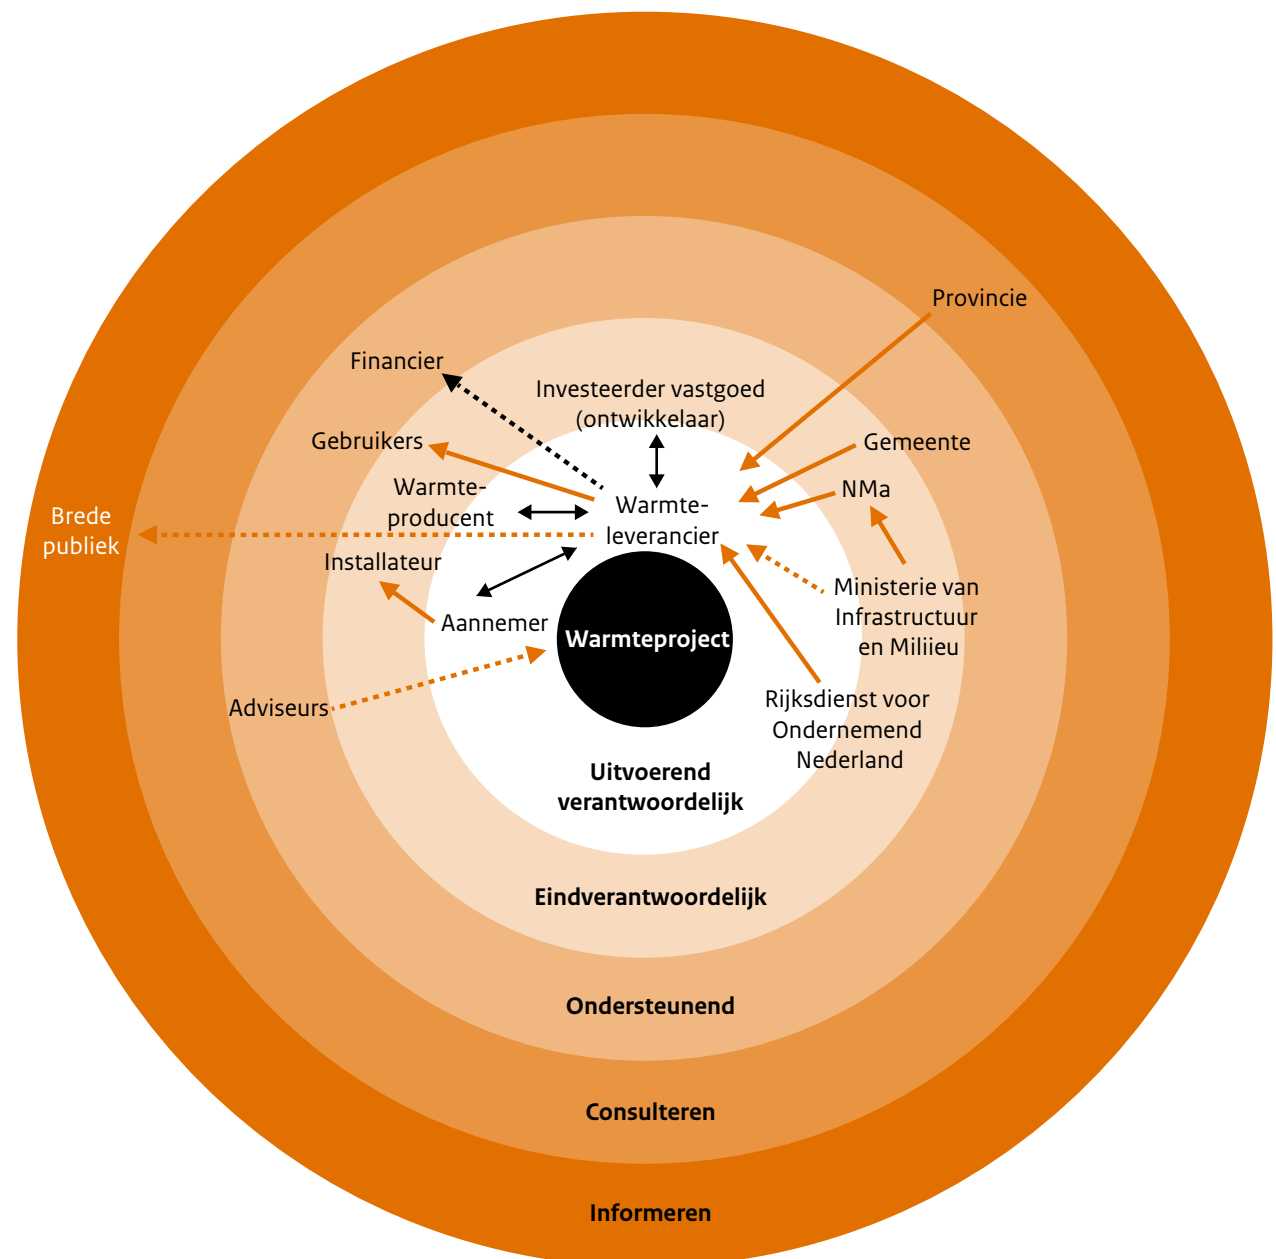 Provincie
Financier
Investeerder vastgoed
(ontwikkelaar)
Gebruikers
Gemeente
Warmte-
producent
NMa
Warmte-
leverancier
Brede
publiek
Installateur
Ministerie van
Infrastructuur
en Miliieu
Aannemer
Warmteproject
Adviseurs
Rijksdienst voor
Ondernemend
Nederland
Uitvoerend
verantwoordelijk
Eindverantwoordelijk
Ondersteunend
Consulteren
Informeren